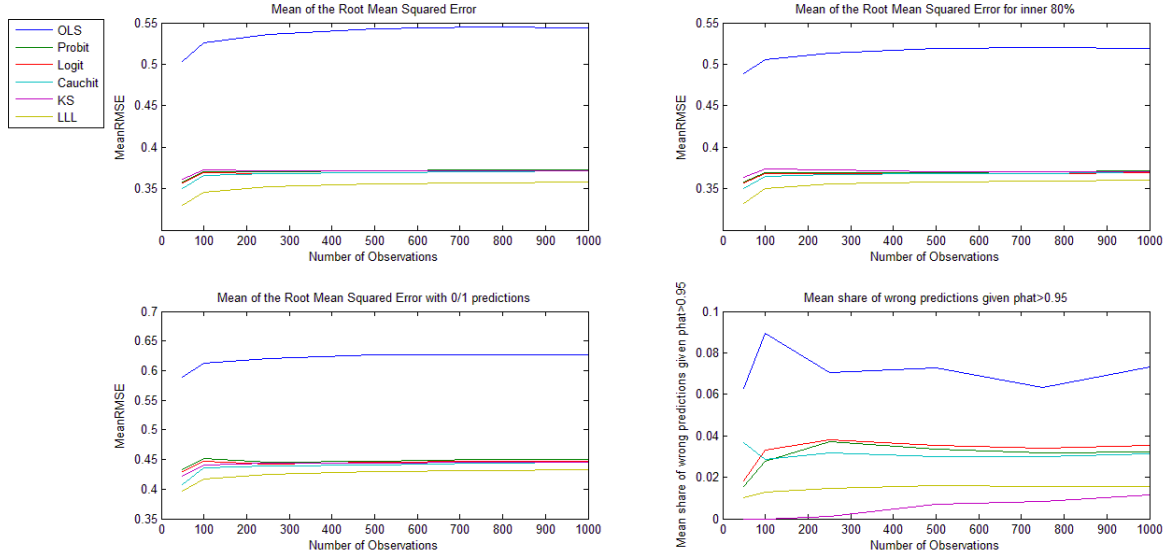 OLS
Probit
Logit
Cauchit
KS
LLL
Mean of the Root Mean Squared Error
0.55
0.5
0.45
0.4
0.35
MeanRMSE
0 100 200 300 400 500 600 700 800 900 1000
Number of Observations
Mean of the Root Mean Squared Error for inner 80%
0.55
0.5
0.45
0.4
0.35
MeanRMSE
0 100 200 300 400 500 600 700 800 900 1000
Number of Observations
Mean of the Root Mean Squared Error with 0/1 predictions
0.7
0.65
0.6
0.55
0.5
0.45
0.4
0.35
MeanRMSE
0 100 200 300 400 500 600 700 800 900 1000
Number of Observations
Mean share of wrong predictions given phat>0.95
0.1
0.08
0.06
0.04
0.02
0
Mean share of wrong predictions given phat>0.95
0 100 200 300 400 500 600 700 800 900 1000
Number of Observations